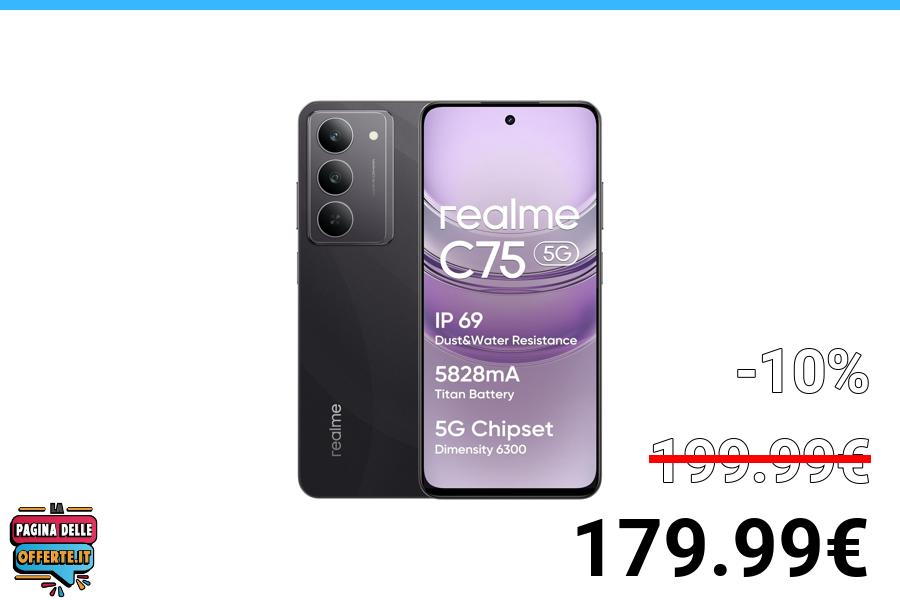 realme
C75 5G
IP 69
Dust&Water Resistance
5828mA
Titan Battery
5G Chipset
Dimensity 6300
realme
-10%
199.99€
179.99€
LA
PAGINA DELLE
OFFERTE.IT